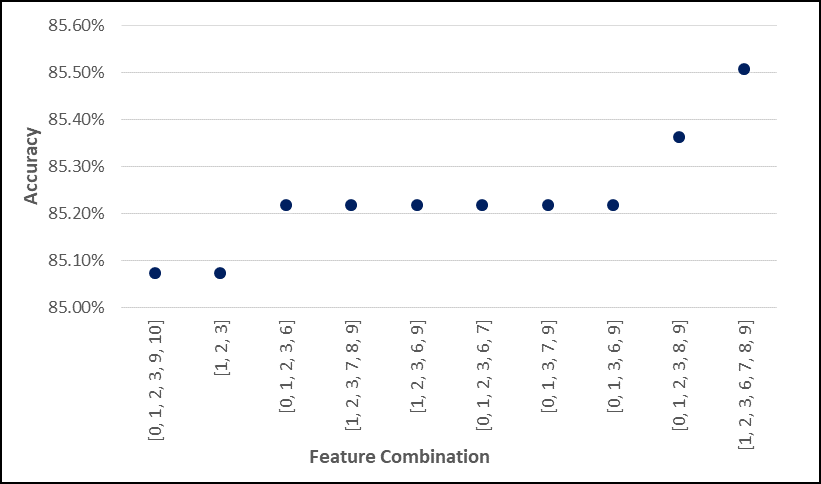 85.60%
85.50%
85.40%
85.30%
85.20%
85.10%
85.00%
Accuracy
[0, 1, 2, 3, 9, 10]
[1, 2, 3]
[0, 1, 2, 3, 6]
[1, 2, 3, 7, 8, 9]
[1, 2, 3, 6, 9]
[0, 1, 2, 3, 6, 7]
[0, 1, 3, 7, 9]
[0, 1, 3, 6, 9]
[0, 1, 2, 3, 8, 9]
[1, 2, 3, 6, 7, 8, 9]
Feature Combination